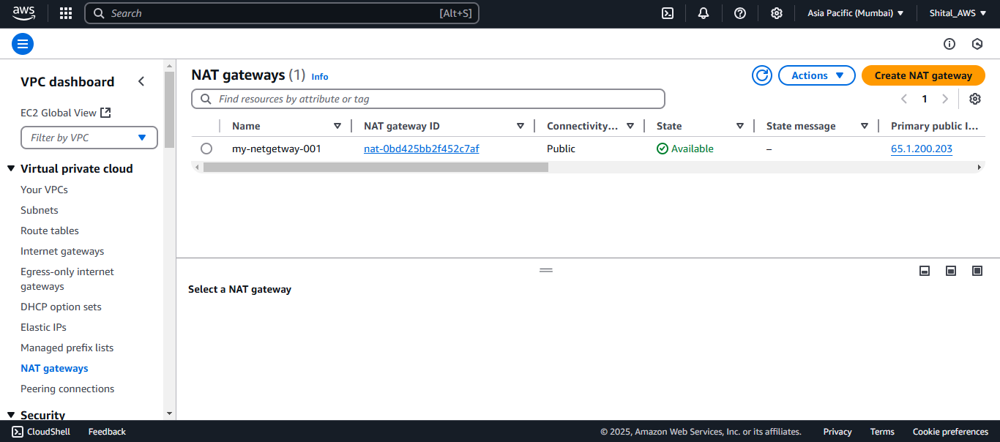 aws
Search [Alt+S]
Asia Pacific (Mumbai)
Shital_AWS
VPC dashboard
EC2 Global View
Filter by VPC
Virtual private cloud
Your VPCs
Subnets
Route tables
Internet gateways
Egress-only internet
gateways
DHCP option sets
Elastic IPs
Managed prefix lists
NAT gateways
Peering connections
Security
NAT gateways (1) Info
Actions
Create NAT gateway
Find resources by attribute or tag
1
Name NAT gateway ID Connectivity... State State message Primary public I...
my-netgetway-001 nat-0bd425bb2f452c7af Public Available – 65.1.200.203
Select a NAT gateway
CloudShell Feedback © 2025, Amazon Web Services, Inc. or its affiliates. Privacy Terms Cookie preferences